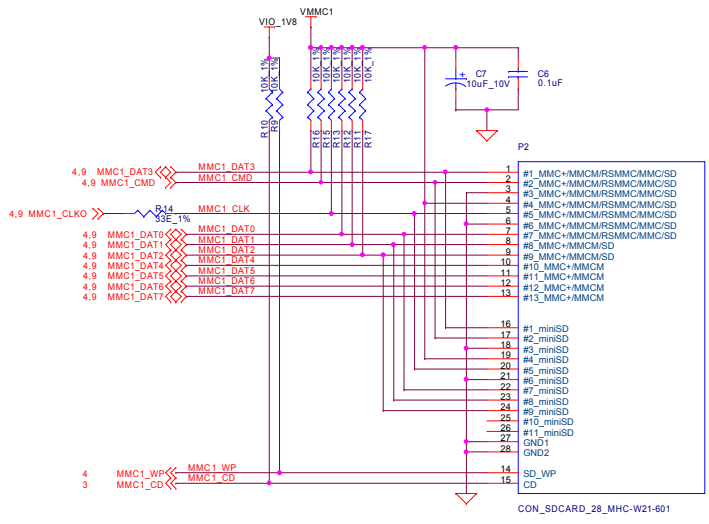 VMMC1
VIO_1V8
10K_1%
10K_1%
10K_1%
10K_1%
10K_1%
10K_1%
10K_1%
10K_1%
R10
R9
R16
R15
R13
R12
R11
R17
C7
10uF_10V
C6
0.1uF
P2
4,9 MMC1_DAT3 MMC1_DAT3 1 #1_MMC+/MMCM/RSMMC/MMC/SD
4,9 MMC1_CMD MMC1_CMD 2 #2_MMC+/MMCM/RSMMC/MMC/SD
3 #3_MMC+/MMCM/RSMMC/MMC/SD
4 #4_MMC+/MMCM/RSMMC/MMC/SD
4,9 MMC1_CLKO R14 33E_1% MMC1_CLK 5 #5_MMC+/MMCM/RSMMC/MMC/SD
6 #6_MMC+/MMCM/RSMMC/MMC/SD
4,9 MMC1_DAT0 MMC1_DAT0 7 #7_MMC+/MMCM/RSMMC/MMC/SD
4,9 MMC1_DAT1 MMC1_DAT1 8 #8_MMC+/MMCM/SD
4,9 MMC1_DAT2 MMC1_DAT2 9 #9_MMC+/MMCM/SD
4,9 MMC1_DAT4 MMC1_DAT4 10 #10_MMC+/MMCM
4,9 MMC1_DAT5 MMC1_DAT5 11 #11_MMC+/MMCM
4,9 MMC1_DAT6 MMC1_DAT6 12 #12_MMC+/MMCM
4,9 MMC1_DAT7 MMC1_DAT7 13 #13_MMC+/MMCM
16 #1_miniSD
17 #2_miniSD
18 #3_miniSD
19 #4_miniSD
20 #5_miniSD
21 #6_miniSD
22 #7_miniSD
23 #8_miniSD
24 #9_miniSD
25 #10_miniSD
26 #11_miniSD
27 GND1
28 GND2
4 MMC1_WP MMC1_WP 14 SD_WP
3 MMC1_CD MMC1_CD 15 CD
CON_SDCARD_28_MHC-W21-601